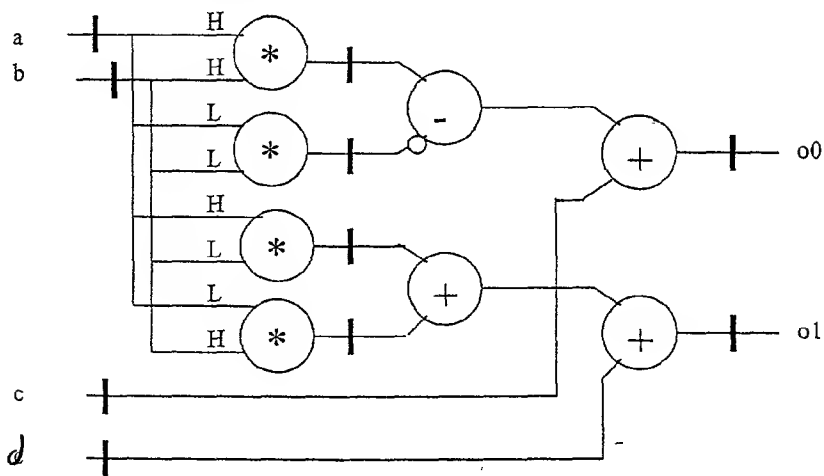 a H *
b H
-
L * + o0
L
H *
L +
L * + o1
H
c
d